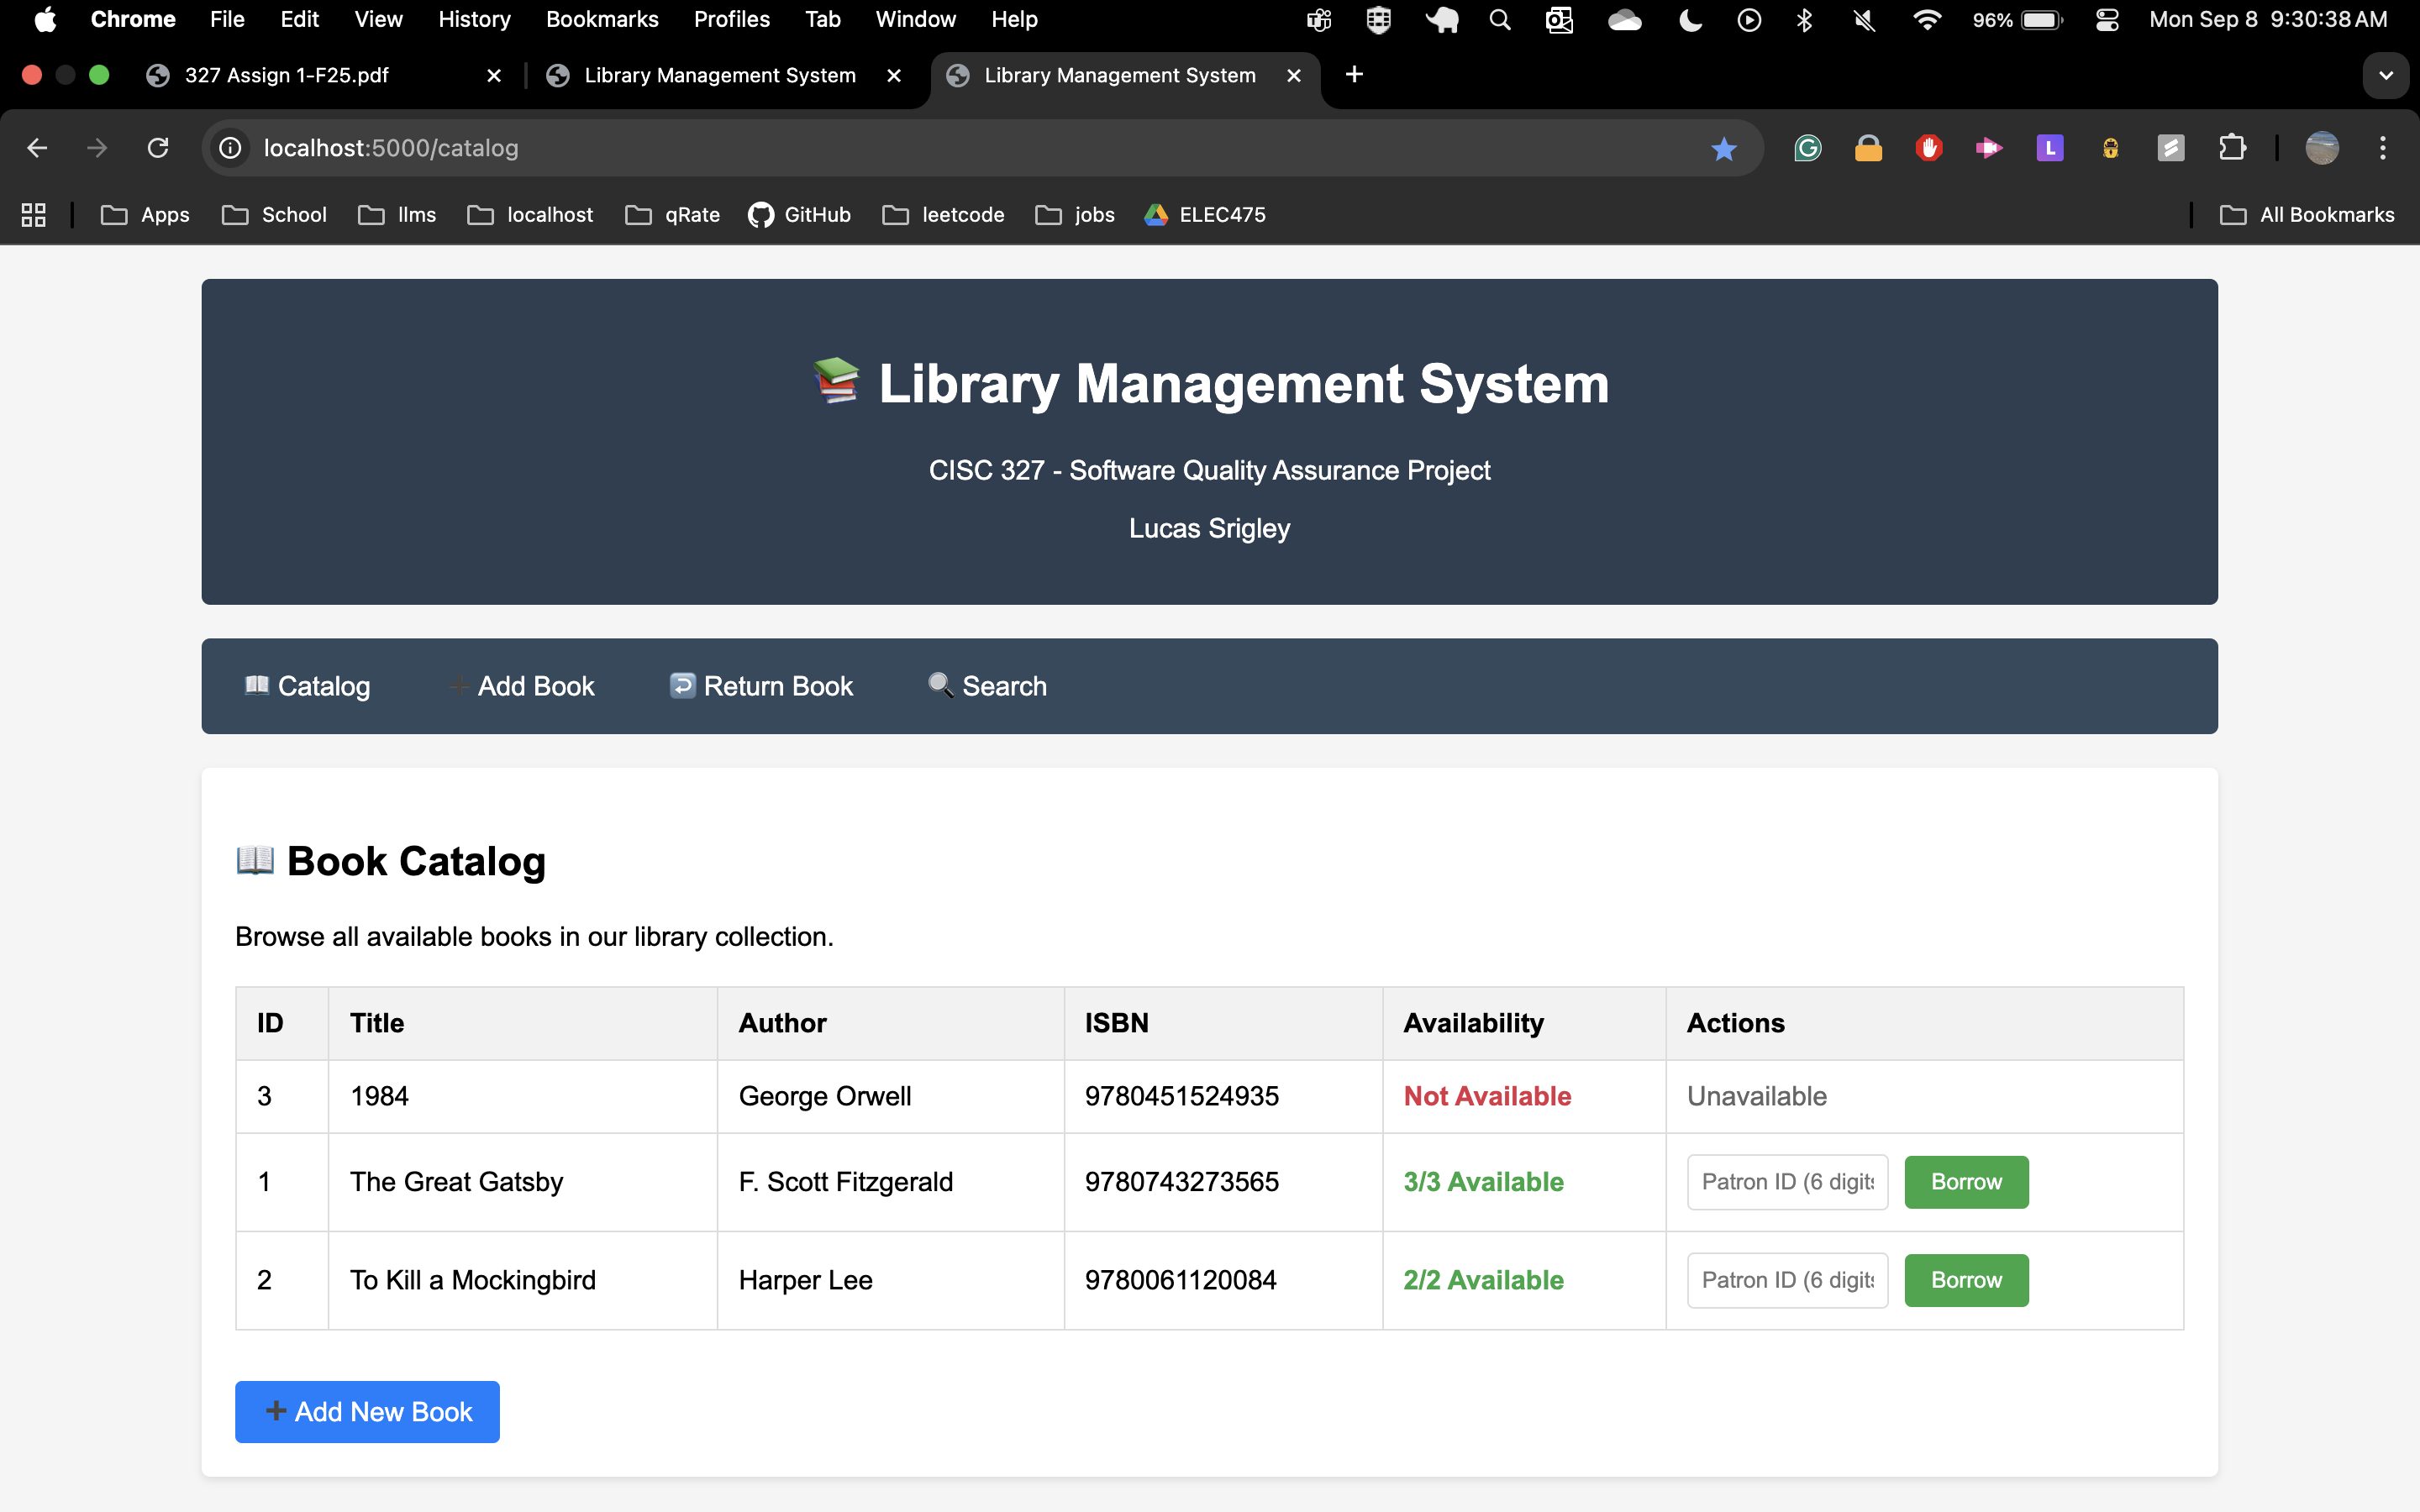 Chrome File Edit View History Bookmarks Profiles Tab Window Help 96% Mon Sep 8 9:30:38 AM
327 Assign 1-F25.pdf Library Management System Library Management System
localhost:5000/catalog
Apps School llms localhost qRate GitHub leetcode jobs ELEC475 All Bookmarks
Library Management System
CISC 327 - Software Quality Assurance Project
Lucas Srigley
Catalog Add Book Return Book Search
Book Catalog
Browse all available books in our library collection.
ID Title Author ISBN Availability Actions
3 1984 George Orwell 9780451524935 Not Available Unavailable
1 The Great Gatsby F. Scott Fitzgerald 9780743273565 3/3 Available Patron ID (6 digits Borrow
2 To Kill a Mockingbird Harper Lee 9780061120084 2/2 Available Patron ID (6 digits Borrow
Add New Book